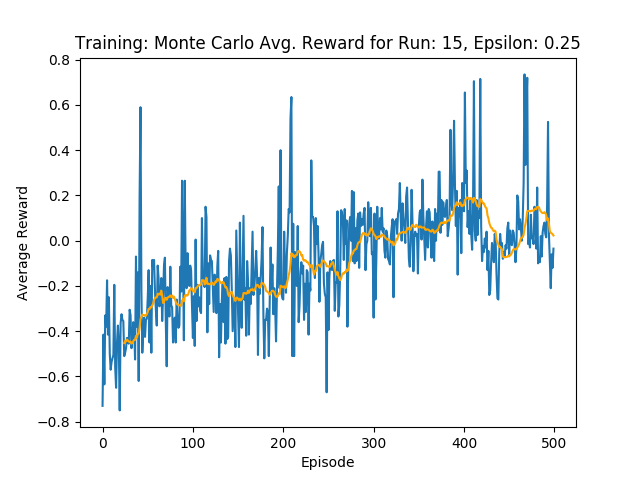 Training: Monte Carlo Avg. Reward for Run: 15, Epsilon: 0.25
0.8
0.6
0.4
0.2
0.0
−0.2
−0.4
−0.6
−0.8
Average Reward
0 100 200 300 400 500
Episode